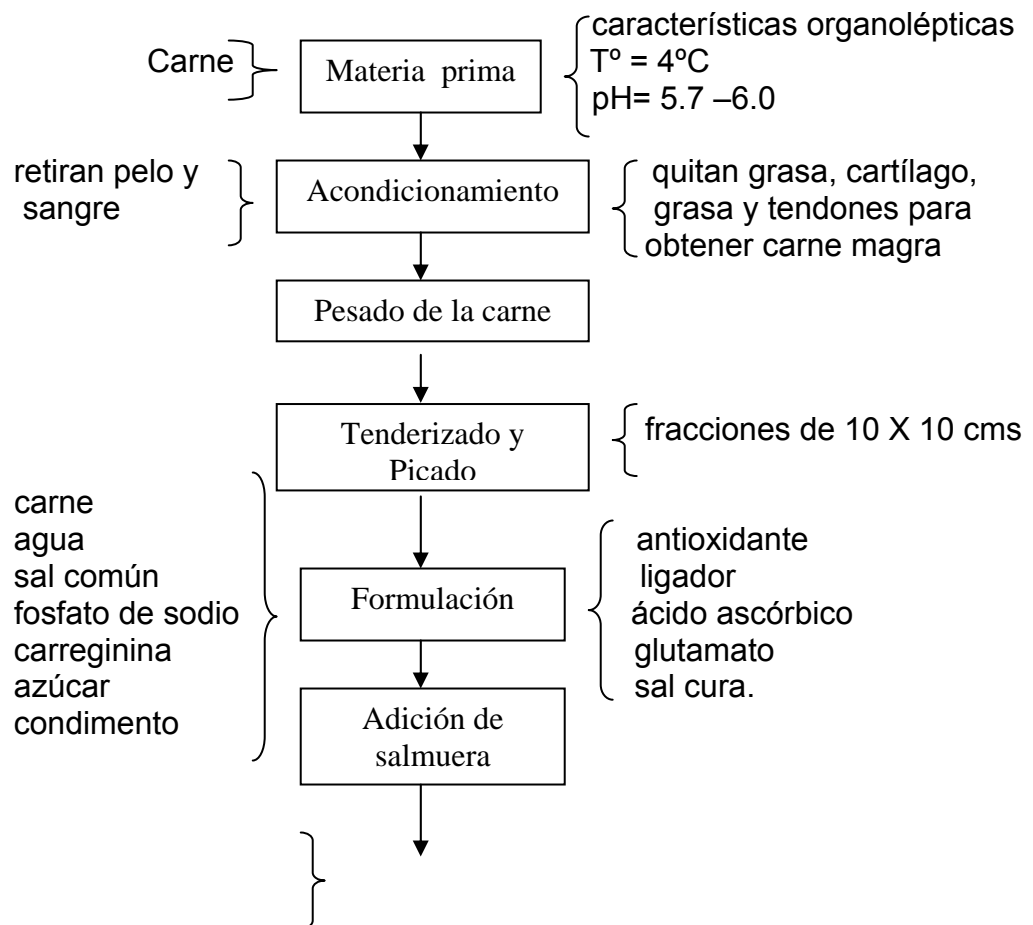 Carne
Materia prima
características organolépticas
Tº = 4ºC
pH= 5.7 –6.0
retiran pelo y
sangre
Acondicionamiento
quitan grasa, cartílago,
grasa y tendones para
obtener carne magra
Pesado de la carne
Tenderizado y
Picado
fracciones de 10 X 10 cms
carne
agua
sal común
fosfato de sodio
carreginina
azúcar
condimento
Formulación
antioxidante
ligador
ácido ascórbico
glutamato
sal cura.
Adición de
salmuera